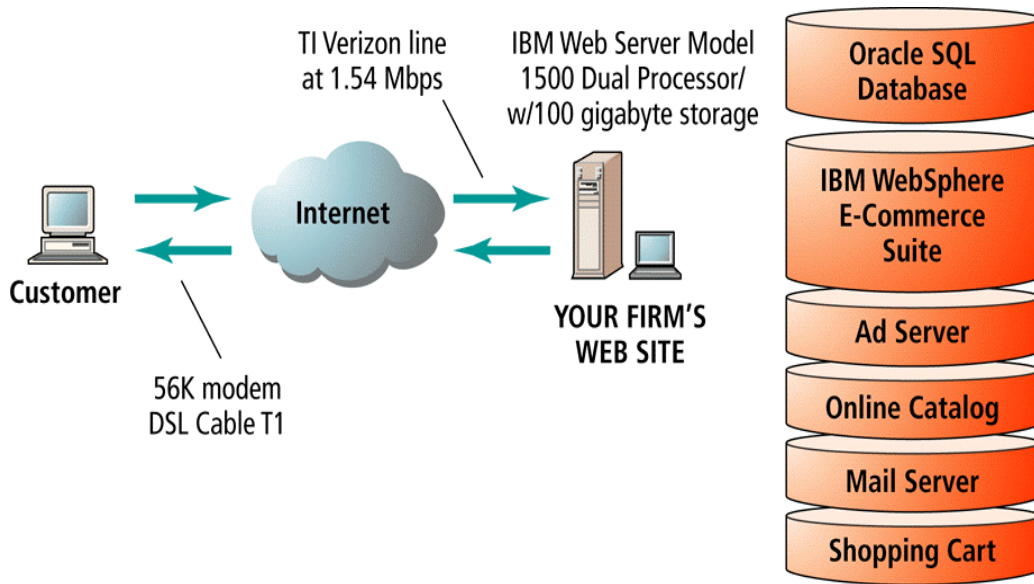 TI Verizon line
at 1.54 Mbps
IBM Web Server Model
1500 Dual Processor/
w/100 gigabyte storage
Internet
Customer
56K modem
DSL Cable T1
YOUR FIRM'S
WEB SITE
Oracle SQL
Database
IBM WebSphere
E-Commerce
Suite
Ad Server
Online Catalog
Mail Server
Shopping Cart